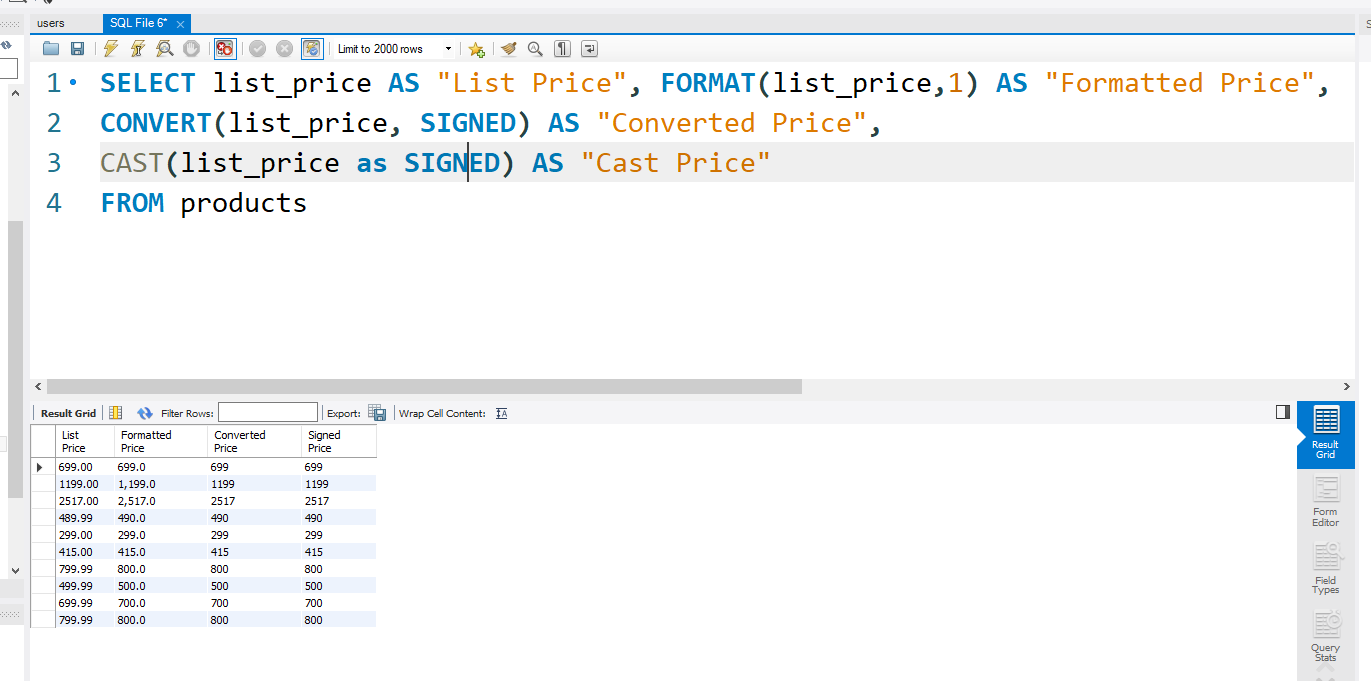 users SQL File 6*
Limit to 2000 rows
1 SELECT list_price AS "List Price", FORMAT(list_price,1) AS "Formatted Price",
2 CONVERT(list_price, SIGNED) AS "Converted Price",
3 CAST(list_price as SIGNED) AS "Cast Price"
4 FROM products
Result Grid Filter Rows: Export: Wrap Cell Content:
List Price Formatted Price Converted Price Signed Price
699.00 699.0 699 699
1199.00 1,199.0 1199 1199
2517.00 2,517.0 2517 2517
489.99 490.0 490 490
299.00 299.0 299 299
415.00 415.0 415 415
799.99 800.0 800 800
499.99 500.0 500 500
699.99 700.0 700 700
799.99 800.0 800 800
Result
Grid
Form
Editor
Field
Types
Query
Stats